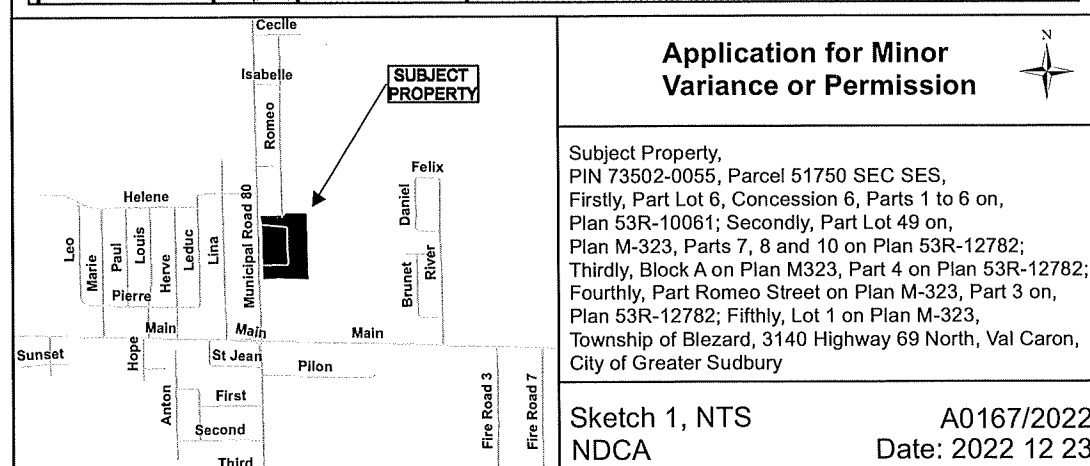 Cecile
Isabelle
SUBJECT
PROPERTY
Romeo
Felix
Helene
Daniel
Municipal Road 80
Leo
Marie
Paul
Louis
Herve
Leduc
Lina
Brunet
River
Pierre
Main
Main
Main
Sunset
Hope
St Jean
Pilon
Anton
First
Second
Third
Fire Road 3
Fire Road 7
N
Application for Minor
Variance or Permission
Subject Property,
PIN 73502-0055, Parcel 51750 SEC SES,
Firstly, Part Lot 6, Concession 6, Parts 1 to 6 on,
Plan 53R-10061; Secondly, Part Lot 49 on,
Plan M-323, Parts 7, 8 and 10 on Plan 53R-12782;
Thirdly, Block A on Plan M323, Part 4 on Plan 53R-12782;
Fourthly, Part Romeo Street on Plan M-323, Part 3 on,
Plan 53R-12782; Fifthly, Lot 1 on Plan M-323,
Township of Blezard, 3140 Highway 69 North, Val Caron,
City of Greater Sudbury
Sketch 1, NTS A0167/2022
NDCA Date: 2022 12 23